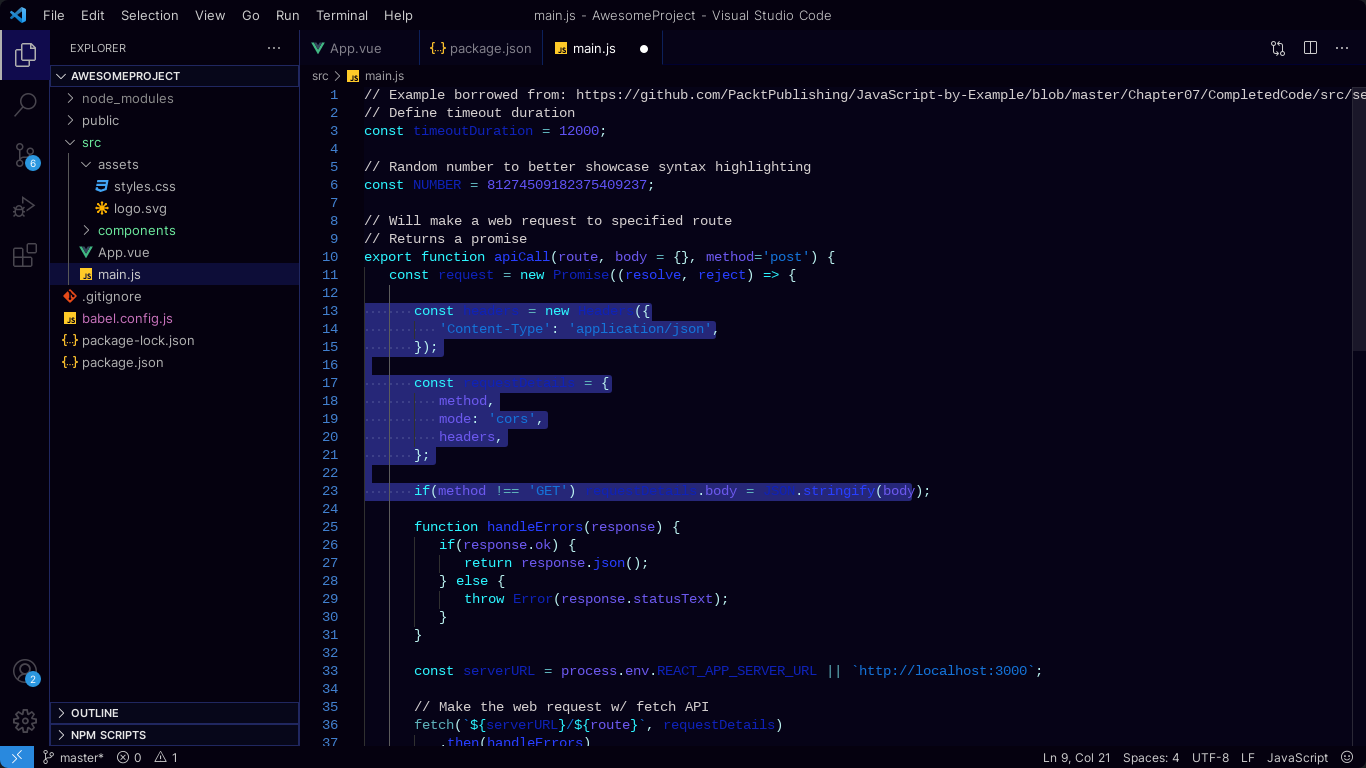 File Edit Selection View Go Run Terminal Help
main.js - AwesomeProject - Visual Studio Code
EXPLORER
AWESOMEPROJECT
node_modules
public
src
assets
styles.css
logo.svg
components
App.vue
main.js
.gitignore
babel.config.js
package-lock.json
package.json
OUTLINE
NPM SCRIPTS
6
2
App.vue
{..} package.json
JS main.js
src > JS main.js
1 // Example borrowed from: https://github.com/PacktPublishing/JavaScript-by-Example/blob/master/Chapter07/CompletedCode/src/se
2 // Define timeout duration
3 const timeoutDuration = 12000;
4
5 // Random number to better showcase syntax highlighting
6 const NUMBER = 81274509182375409237;
7
8 // Will make a web request to specified route
9 // Returns a promise
10 export function apiCall(route, body = {}, method='post') {
11 const request = new Promise((resolve, reject) => {
12
13 const headers = new Headers({
14 'Content-Type': 'application/json',
15 });
16
17 const requestDetails = {
18 method,
19 mode: 'cors',
20 headers,
21 };
22
23 if(method !== 'GET') requestDetails.body = JSON.stringify(body);
24
25 function handleErrors(response) {
26 if(response.ok) {
27 return response.json();
28 } else {
29 throw Error(response.statusText);
30 }
31 }
32
33 const serverURL = process.env.REACT_APP_SERVER_URL || `http://localhost:3000`;
34
35 // Make the web request w/ fetch API
36 fetch(`${serverURL}/${route}`, requestDetails)
37 .then(handleErrors)
master* 0 1
Ln 9, Col 21 Spaces: 4 UTF-8 LF JavaScript